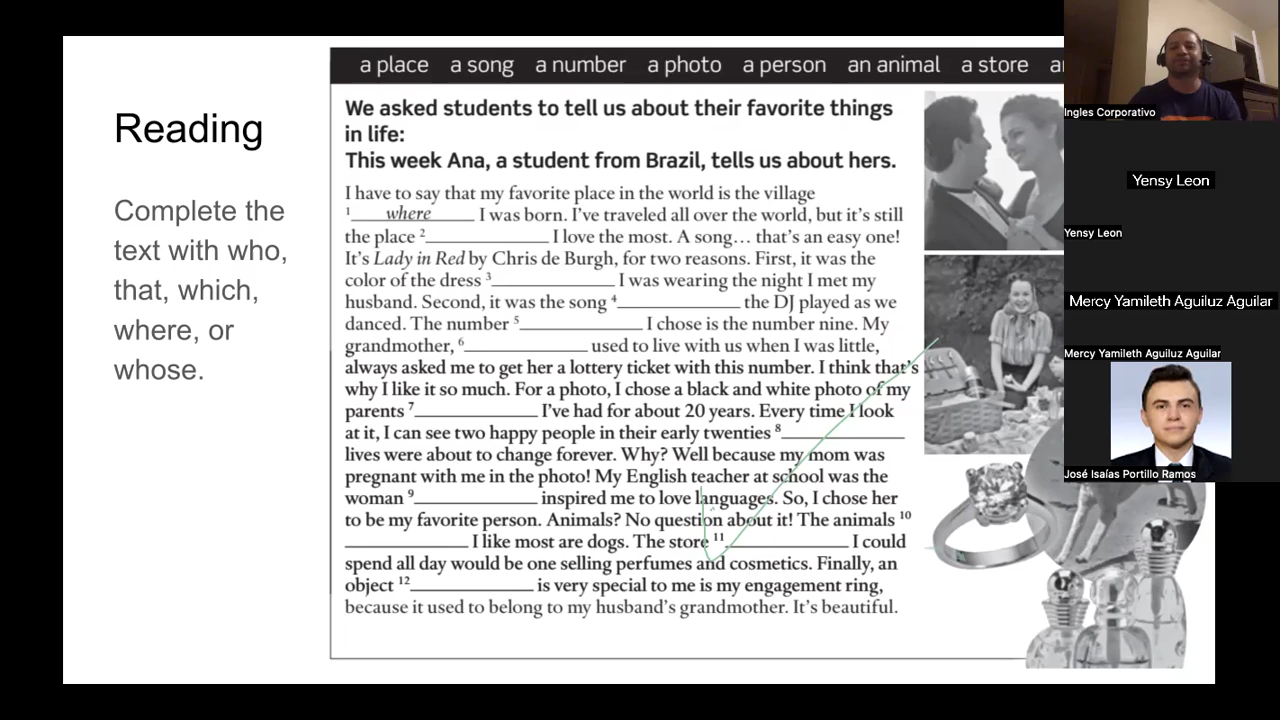 a place a song a number a photo a person an animal a store
Reading
Complete the
text with who,
that, which,
where, or
whose.
We asked students to tell us about their favorite things
in life:
This week Ana, a student from Brazil, tells us about hers.
I have to say that my favorite place in the world is the village
1 where I was born. I've traveled all over the world, but it's still
the place 2____________ I love the most. A song… that's an easy one!
It's Lady in Red by Chris de Burgh, for two reasons. First, it was the
color of the dress 3____________ I was wearing the night I met my
husband. Second, it was the song 4____________ the DJ played as we
danced. The number 5____________ I chose is the number nine. My
grandmother, 6____________ used to live with us when I was little,
always asked me to get her a lottery ticket with this number. I think that's
why I like it so much. For a photo, I chose a black and white photo of my
parents 7____________ I've had for about 20 years. Every time I look
at it, I can see two happy people in their early twenties 8____________
lives were about to change forever. Why? Well because my mom was
pregnant with me in the photo! My English teacher at school was the
woman 9____________ inspired me to love languages. So, I chose her
to be my favorite person. Animals? No question about it! The animals 10
____________ I like most are dogs. The store 11____________ I could
spend all day would be one selling perfumes and cosmetics. Finally, an
object 12____________ is very special to me is my engagement ring,
because it used to belong to my husband's grandmother. It's beautiful.
Ingles Corporativo
Yensy Leon
Yensy Leon
Mercy Yamileth Aguiluz Aguilar
Mercy Yamileth Aguiluz Aguilar
José Isaías Portillo Ramos